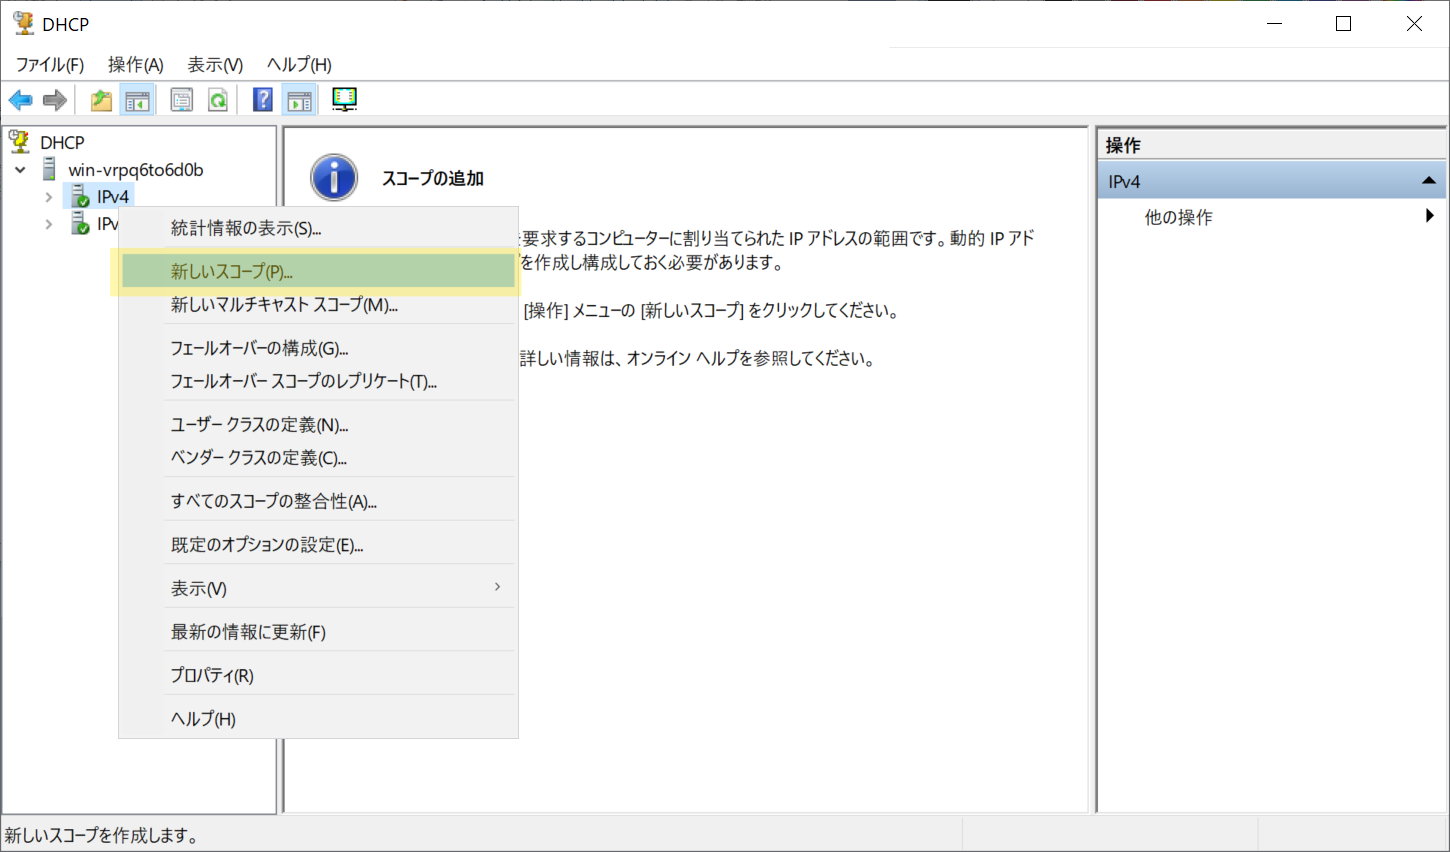 DHCP
ファイル(F) 操作(A) 表示(V) ヘルプ(H)
DHCP
win-vrpq6to6d0b
IPv4
IPv
統計情報の表示(S)...
新しいスコープ(P)...
新しいマルチキャスト スコープ(M)...
フェールオーバーの構成(G)...
フェールオーバー スコープのレプリケート(T)...
ユーザー クラスの定義(N)...
ベンダー クラスの定義(C)...
すべてのスコープの整合性(A)...
既定のオプションの設定(E)...
表示(V)
最新の情報に更新(F)
プロパティ(R)
ヘルプ(H)
スコープの追加
を要求するコンピューターに割り当てられた IP アドレスの範囲です。動的 IP アド
を作成し構成しておく必要があります。
[操作] メニューの [新しいスコープ] をクリックしてください。
詳しい情報は、オンライン ヘルプを参照してください。
操作
IPv4
他の操作
新しいスコープを作成します。